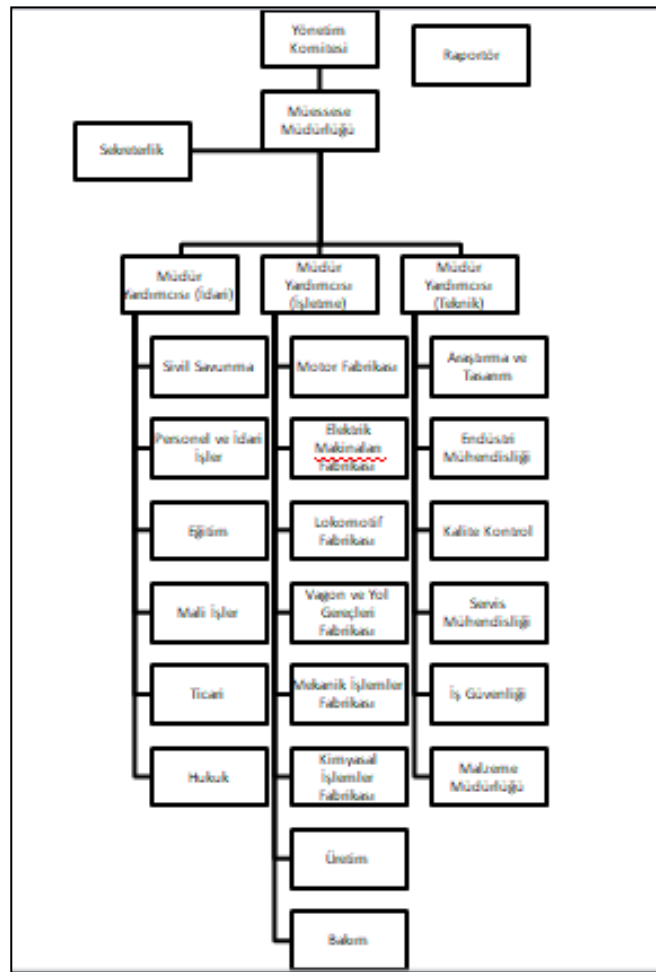 Yönetim
Komitesi
Raportör
Müessese
Müdürlüğü
Sekreterlik
Müdür
Yardımcısı (İdari)
Müdür
Yardımcısı
(İşletme)
Müdür
Yardımcısı
(Teknik)
Sivil Savunma
Motor Fabrikası
Araştırma ve
Tasarım
Personel ve İdari
İşler
Elektrik
Makinaları
Fabrikası
Endüstri
Mühendisliği
Eğitim
Lokomotif
Fabrikası
Kalite Kontrol
Mali İşler
Vagon ve Yol
Gereçleri
Fabrikası
Servis
Mühendisliği
Ticari
Mekanik İşlemler
Fabrikası
İş Güvenliği
Hukuk
Kimyasal
İşlemler
Fabrikası
Malzeme
Müdürlüğü
Üretim
Bakım